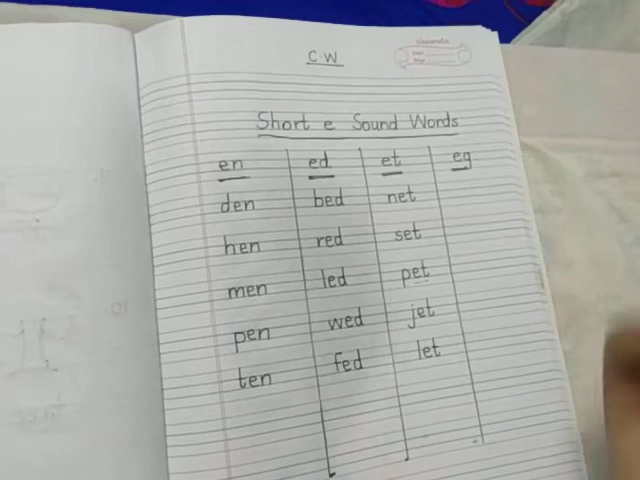 C.W
Short e Sound Words
en ed et eg
den bed net
hen red set
men led pet
pen wed jet
ten fed let